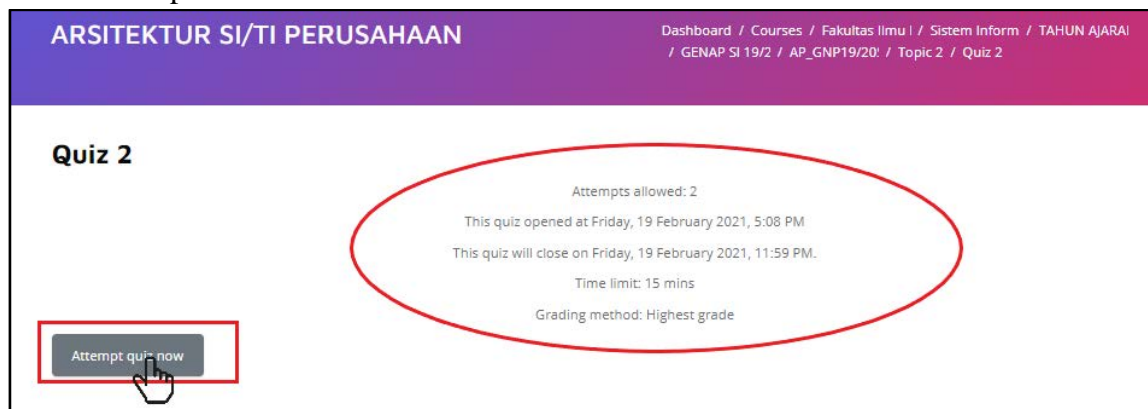 ARSITEKTUR SI/TI PERUSAHAAN
Dashboard / Courses / Fakultas Ilmu I / Sistem Inform / TAHUN AJARAI
/ GENAP SI 19/2 / AP_GNP19/20: / Topic 2 / Quiz 2
Quiz 2
Attempts allowed: 2
This quiz opened at Friday, 19 February 2021, 5:08 PM
This quiz will close on Friday, 19 February 2021, 11:59 PM.
Time limit: 15 mins
Grading method: Highest grade
Attempt quiz now